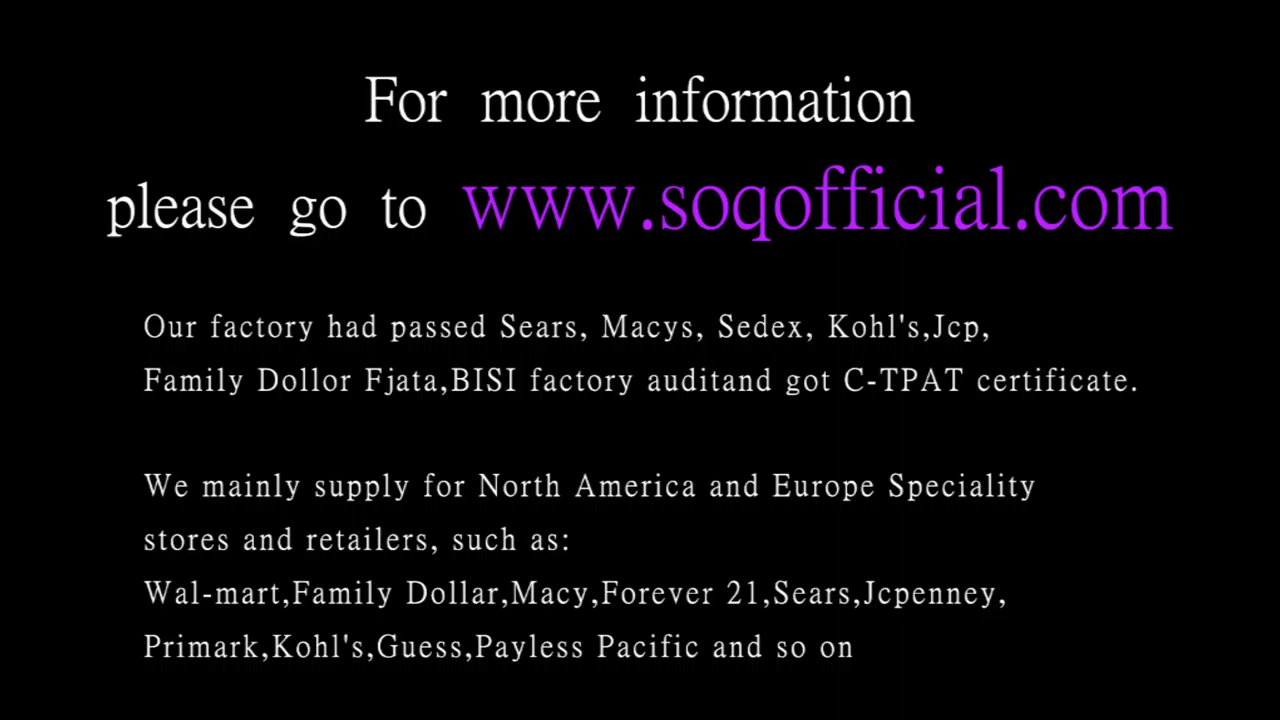 For more information
please go to www.soqofficial.com
Our factory had passed Sears, Macys, Sedex, Kohl's,Jcp,
Family Dollor Fjata,BISI factory auditand got C-TPAT certificate.
We mainly supply for North America and Europe Speciality
stores and retailers, such as:
Wal-mart,Family Dollar,Macy,Forever 21,Sears,Jcpenney,
Primark,Kohl's,Guess,Payless Pacific and so on